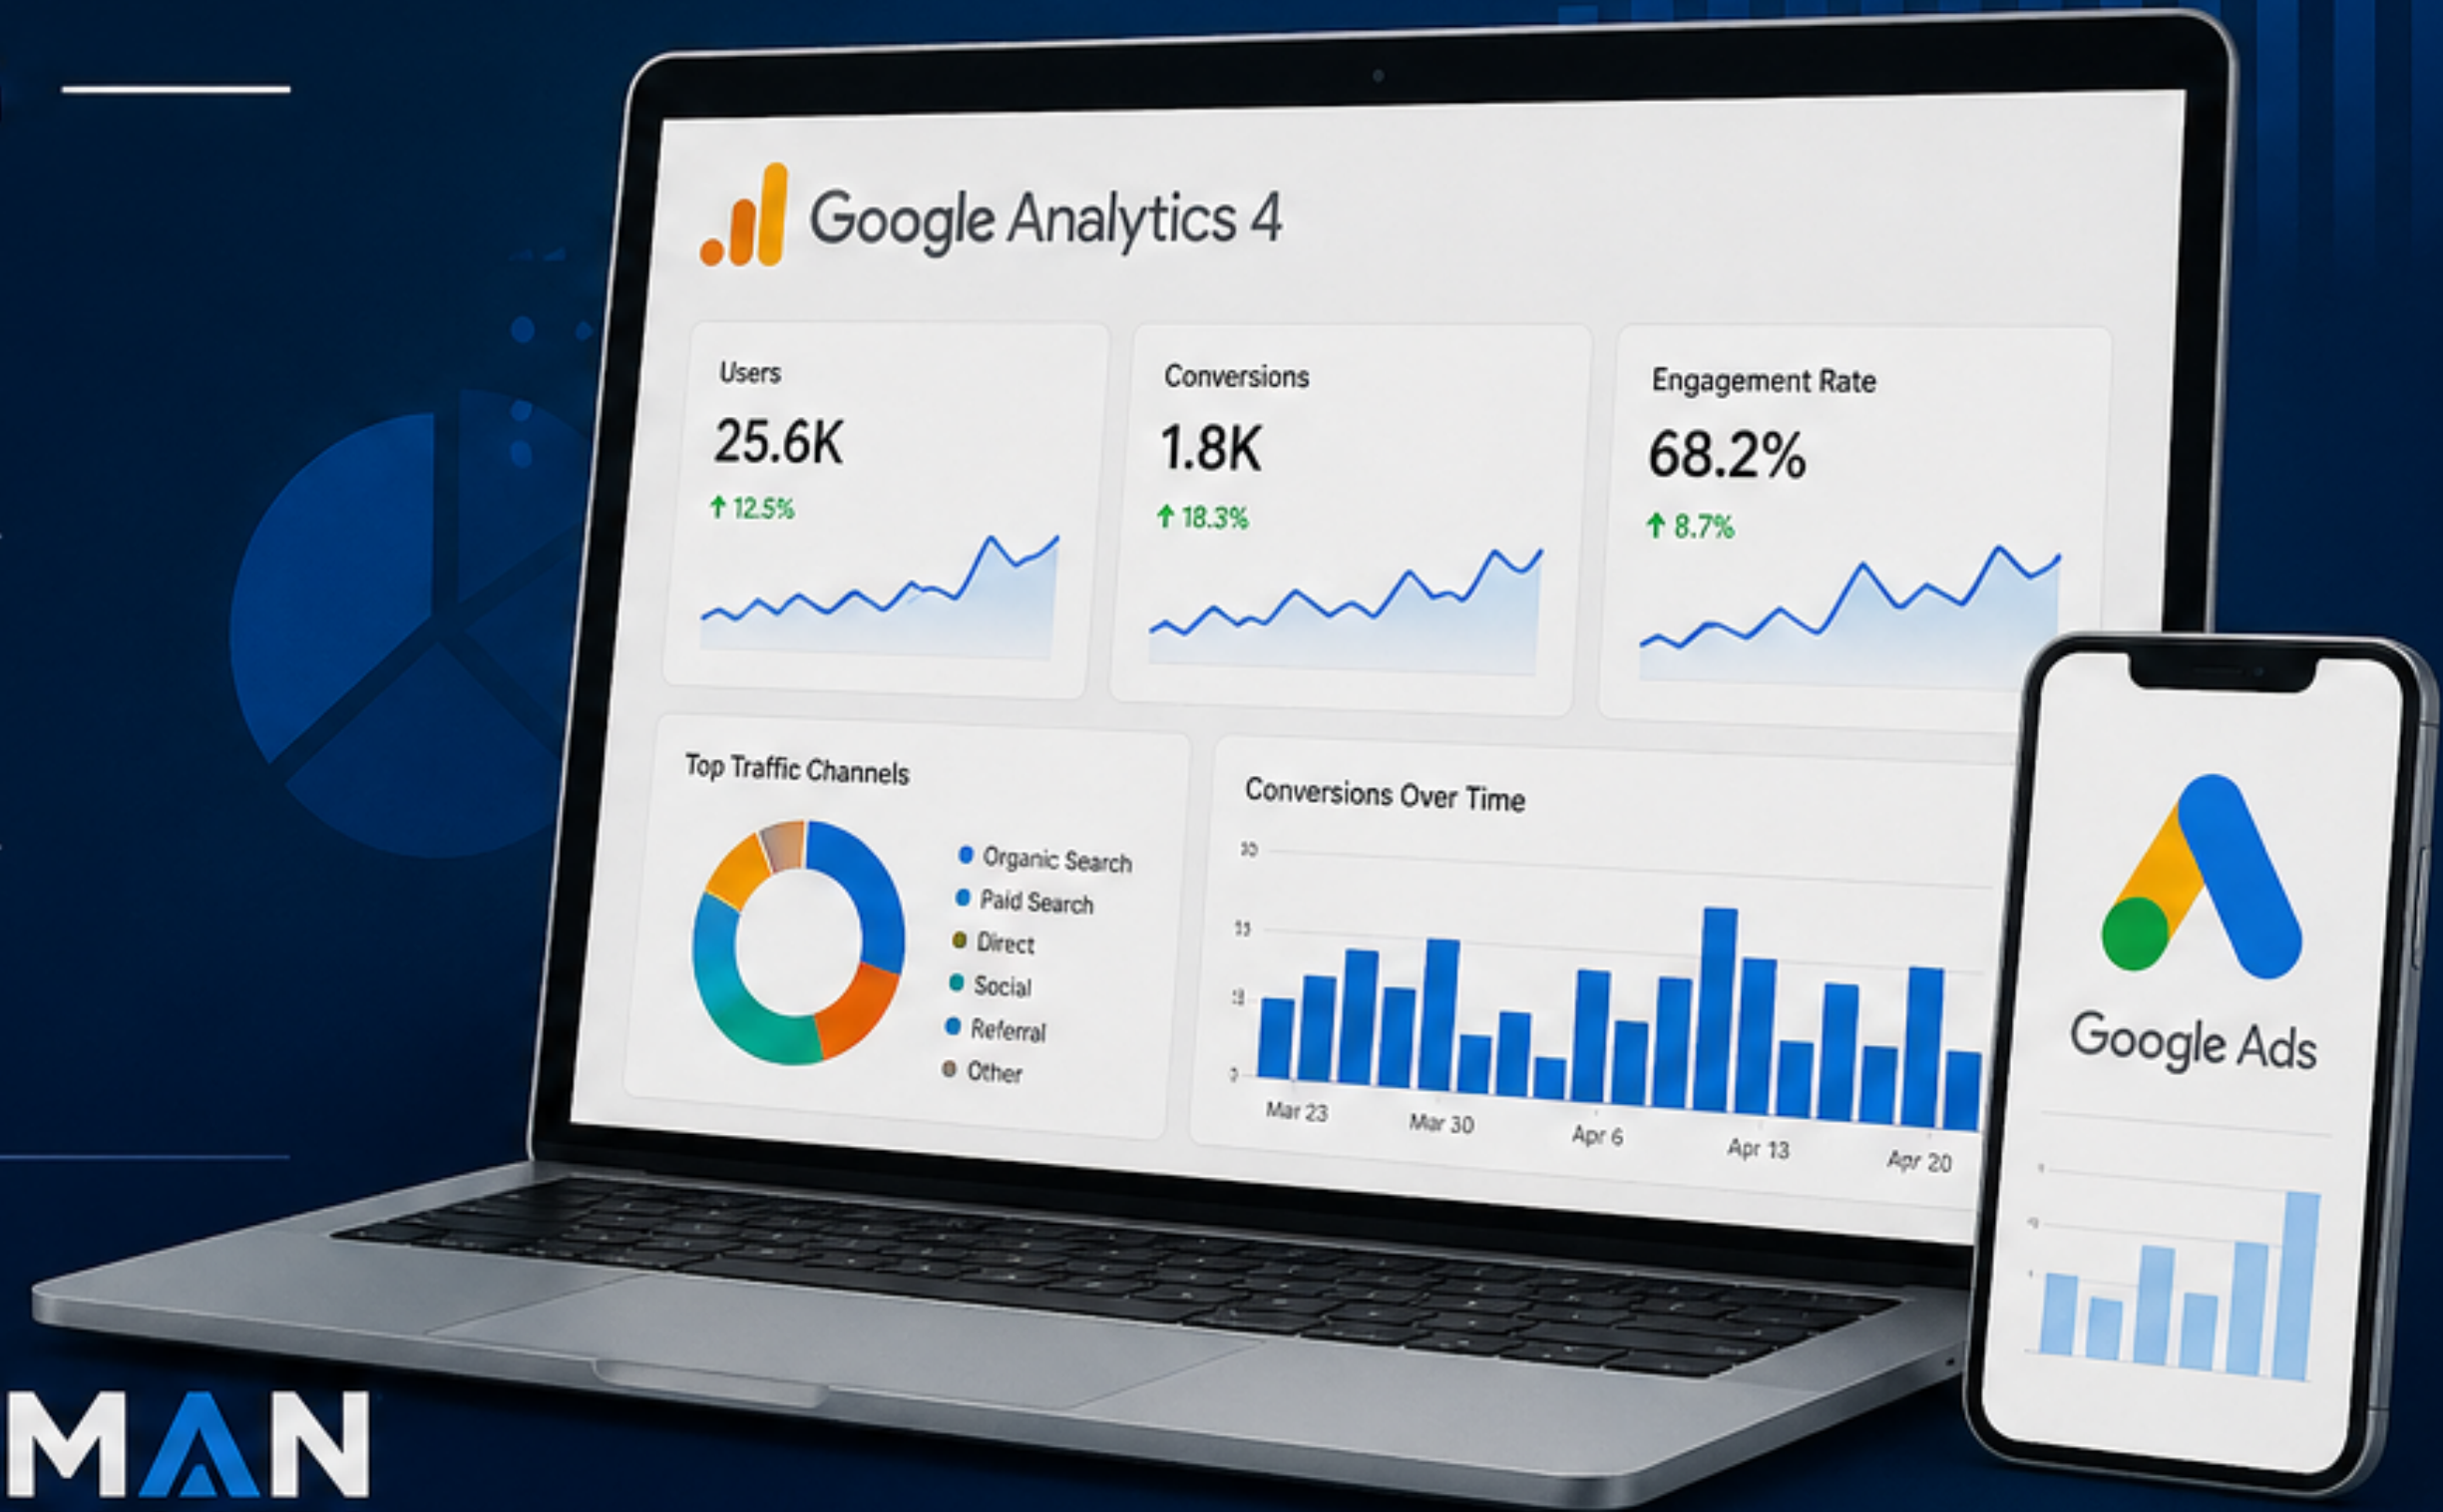 Google Analytics 4
Users
25.6K
↑ 12.5%
Conversions
1.8K
↑ 18.3%
Engagement Rate
68.2%
↑ 8.7%
Top Traffic Channels
Organic Search
Paid Search
Direct
Social
Referral
Other
Conversions Over Time
Mar 23
Mar 30
Apr 6
Apr 13
Apr 20
Google Ads
MAN